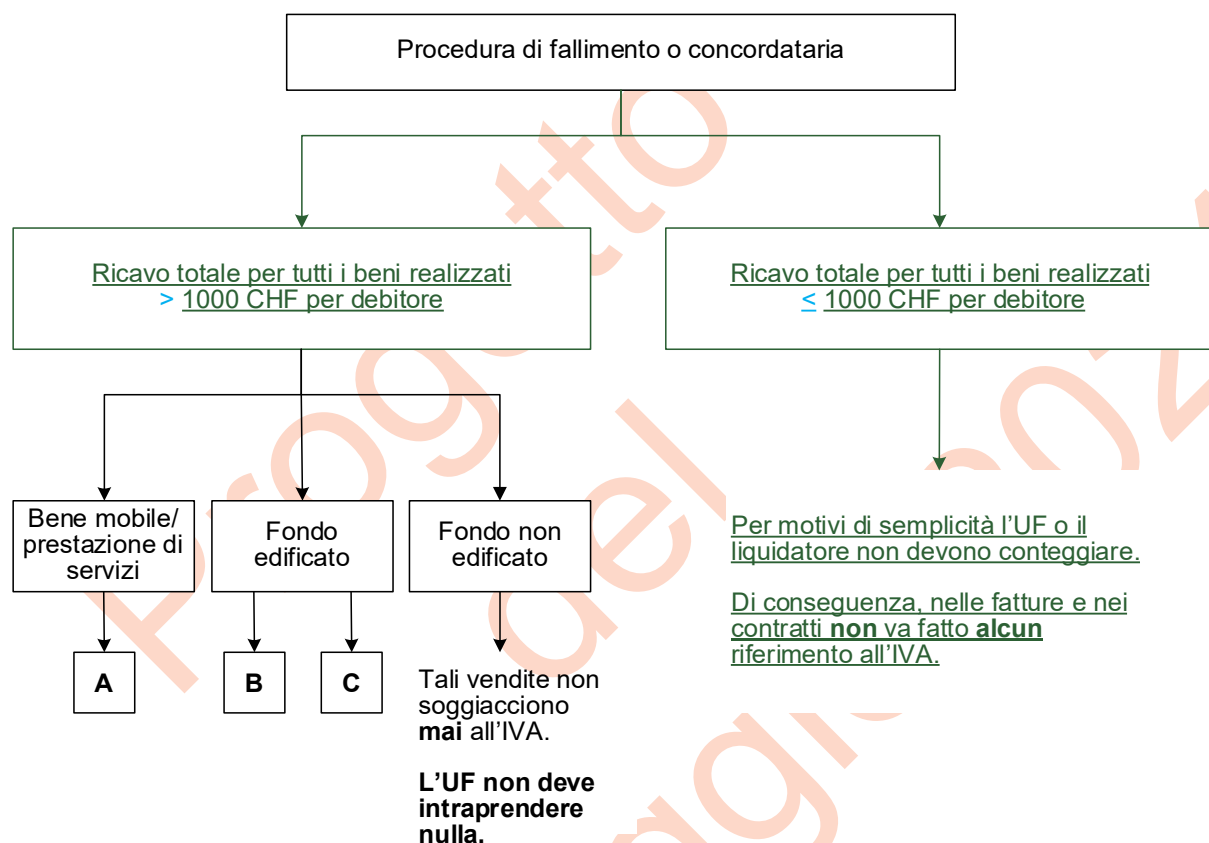 Procedura di fallimento o concordataria
Ricavo totale per tutti i beni realizzati
> 1000 CHF per debitore
Ricavo totale per tutti i beni realizzati
≤ 1000 CHF per debitore
Bene mobile/
prestazione di
servizi
Fondo
edificato
Fondo non
edificato
A
B
C
Tali vendite non
soggiacciono
mai all'IVA.
L'UF non deve
intraprendere
nulla.
Per motivi di semplicità l'UF o il
liquidatore non devono conteggiare.
Di conseguenza, nelle fatture e nei
contratti non va fatto alcun
riferimento all'IVA.
Progetto
del